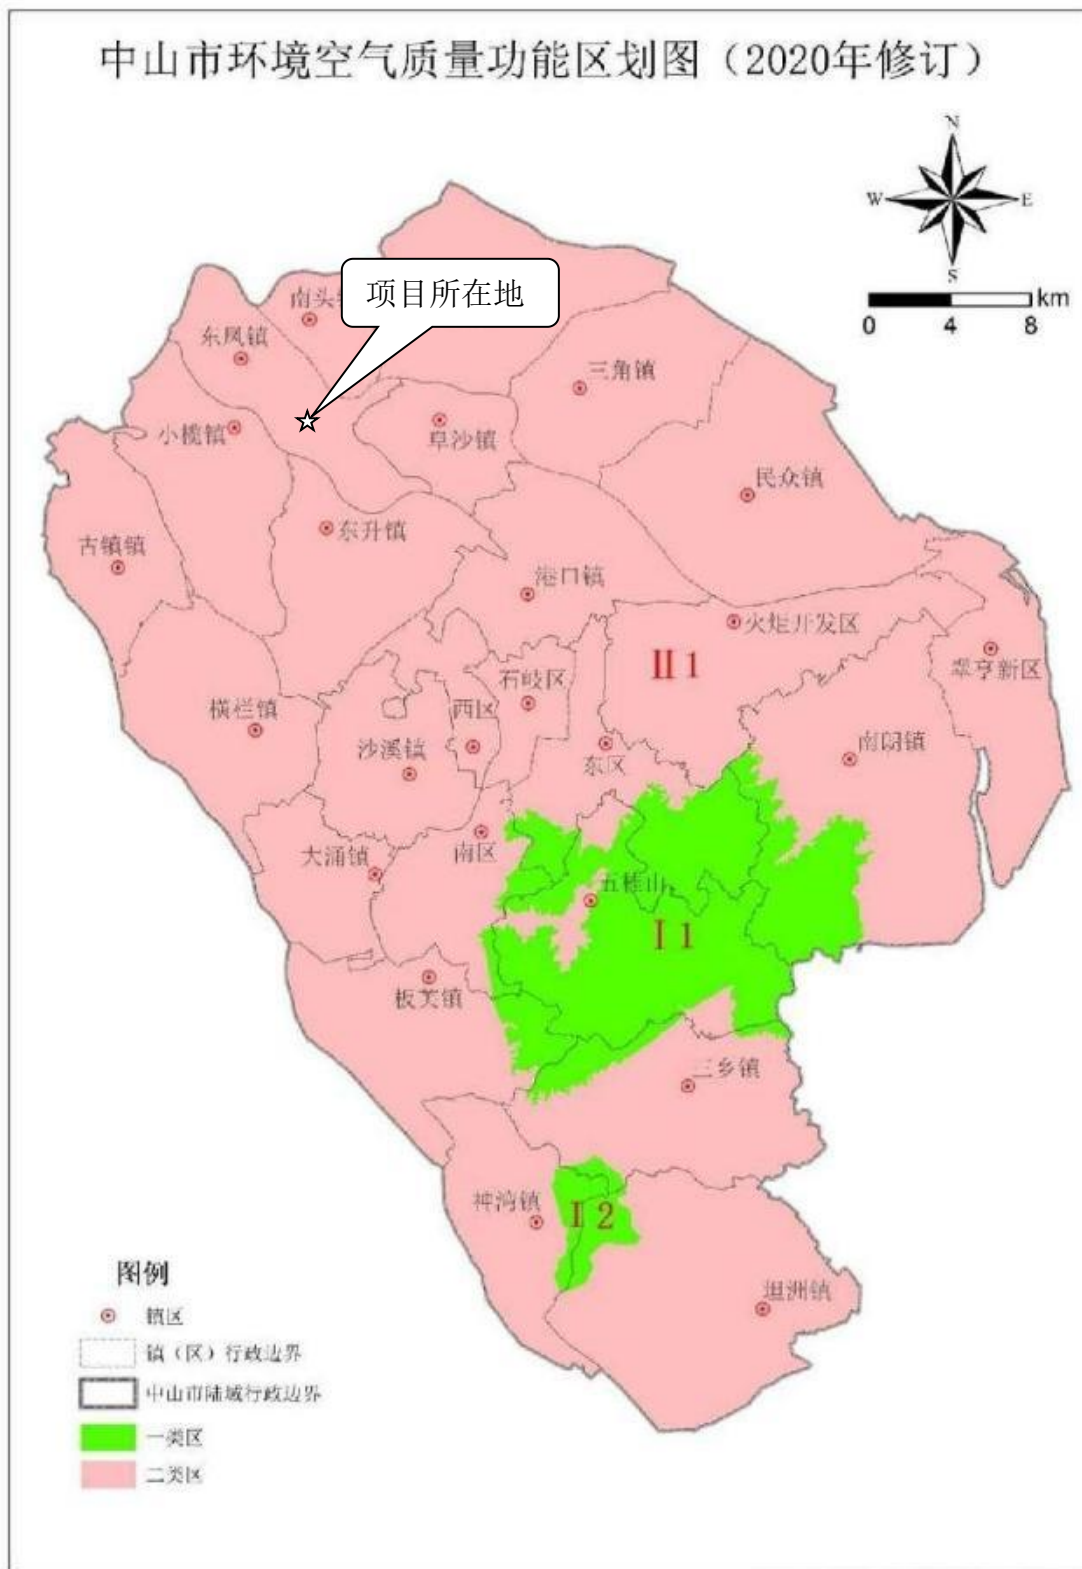 中山市环境空气质量功能区划图（2020年修订）
N
W
E
S
km
0 4 8
项目所在地
南头
东凤镇
三角镇
小榄镇
阜沙镇
民众镇
东升镇
古镇镇
港口镇
火炬开发区
II 1
翠亨新区
石岐区
横栏镇
西区
沙溪镇
东区
南朗镇
大涌镇
南区
五桂山
I 1
板芙镇
三乡镇
神湾镇
I 2
坦洲镇
图例
镇区
镇（区）行政边界
中山市陆域行政边界
一类区
二类区